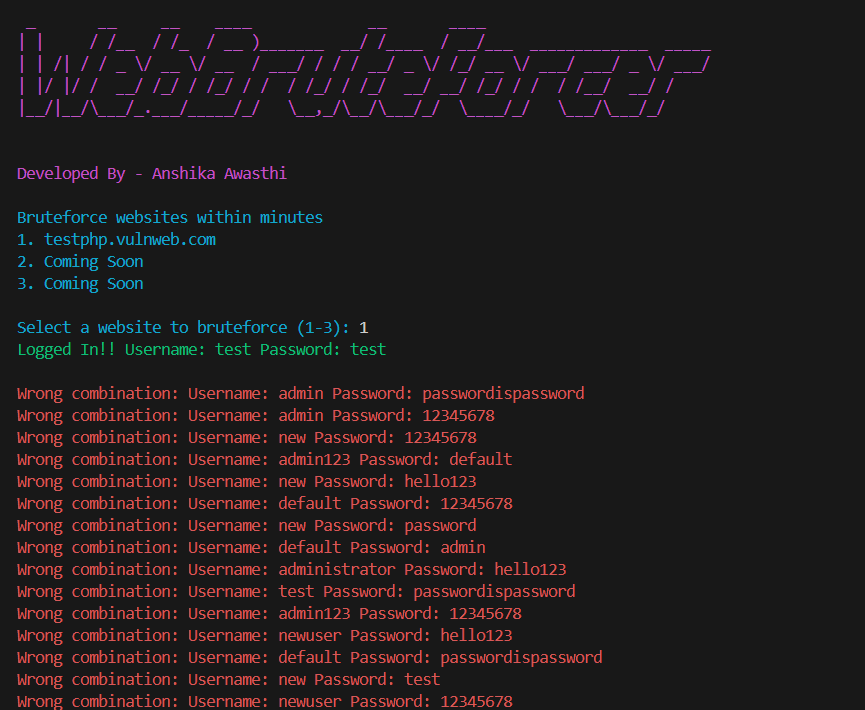 WebBruteforcer
Developed By - Anshika Awasthi
Bruteforce websites within minutes
1. testphp.vulnweb.com
2. Coming Soon
3. Coming Soon
Select a website to bruteforce (1-3): 1
Logged In!! Username: test Password: test
Wrong combination: Username: admin Password: passwordispassword
Wrong combination: Username: admin Password: 12345678
Wrong combination: Username: new Password: 12345678
Wrong combination: Username: admin123 Password: default
Wrong combination: Username: new Password: hello123
Wrong combination: Username: default Password: 12345678
Wrong combination: Username: new Password: password
Wrong combination: Username: default Password: admin
Wrong combination: Username: administrator Password: hello123
Wrong combination: Username: test Password: passwordispassword
Wrong combination: Username: admin123 Password: 12345678
Wrong combination: Username: newuser Password: hello123
Wrong combination: Username: default Password: passwordispassword
Wrong combination: Username: new Password: test
Wrong combination: Username: newuser Password: 12345678